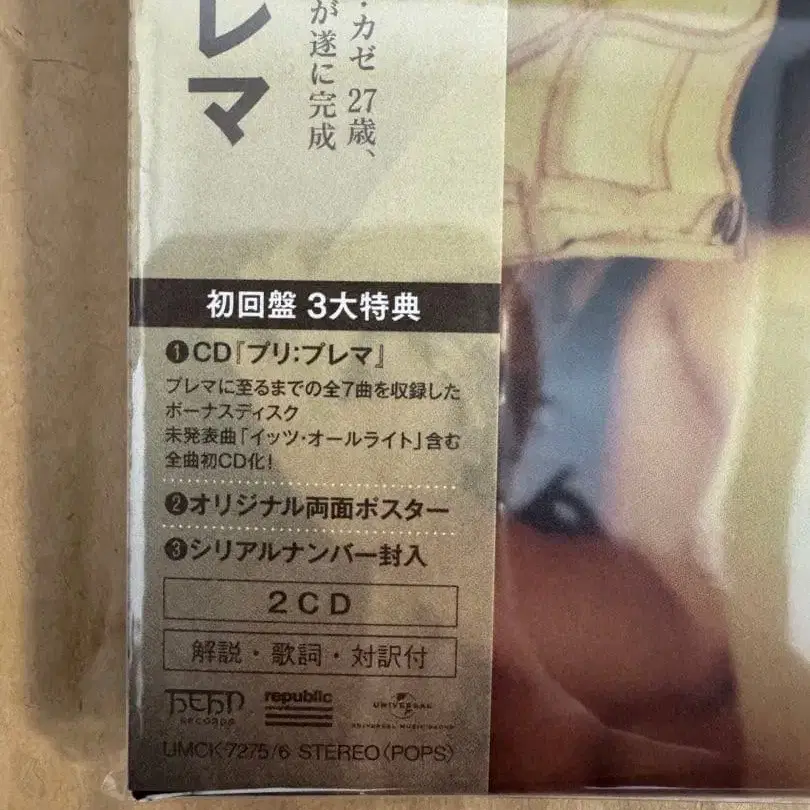 レマ
・カゼ 27歳、
が遂に完成
初回盤 3大特典
❶CD『プリ:プレマ』
プレマに至るまでの全7曲を収録した
ボーナスディスク
未発表曲「イッツ・オールライト」含む
全曲初CD化!
❷オリジナル両面ポスター
❸シリアルナンバー封入
2CD
解説・歌詞・対訳付
HEHN RECORDS
republic
UNIVERSAL
UNIVERSAL MUSIC JAPAN
UMCK-7275/6 STEREO〈POPS〉